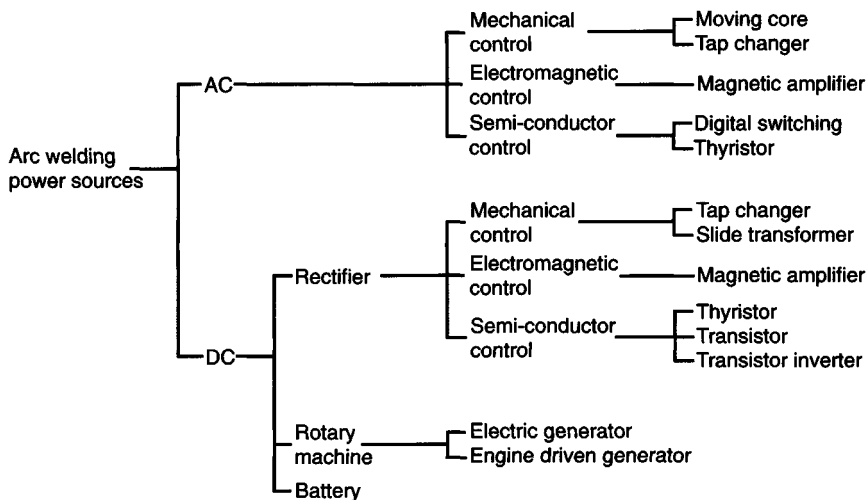 Arc welding
power sources
AC
Mechanical
control
Moving core
Tap changer
Electromagnetic
control
Magnetic amplifier
Semi-conductor
control
Digital switching
Thyristor
DC
Rectifier
Mechanical
control
Tap changer
Slide transformer
Electromagnetic
control
Magnetic amplifier
Semi-conductor
control
Thyristor
Transistor
Transistor inverter
Rotary
machine
Electric generator
Engine driven generator
Battery